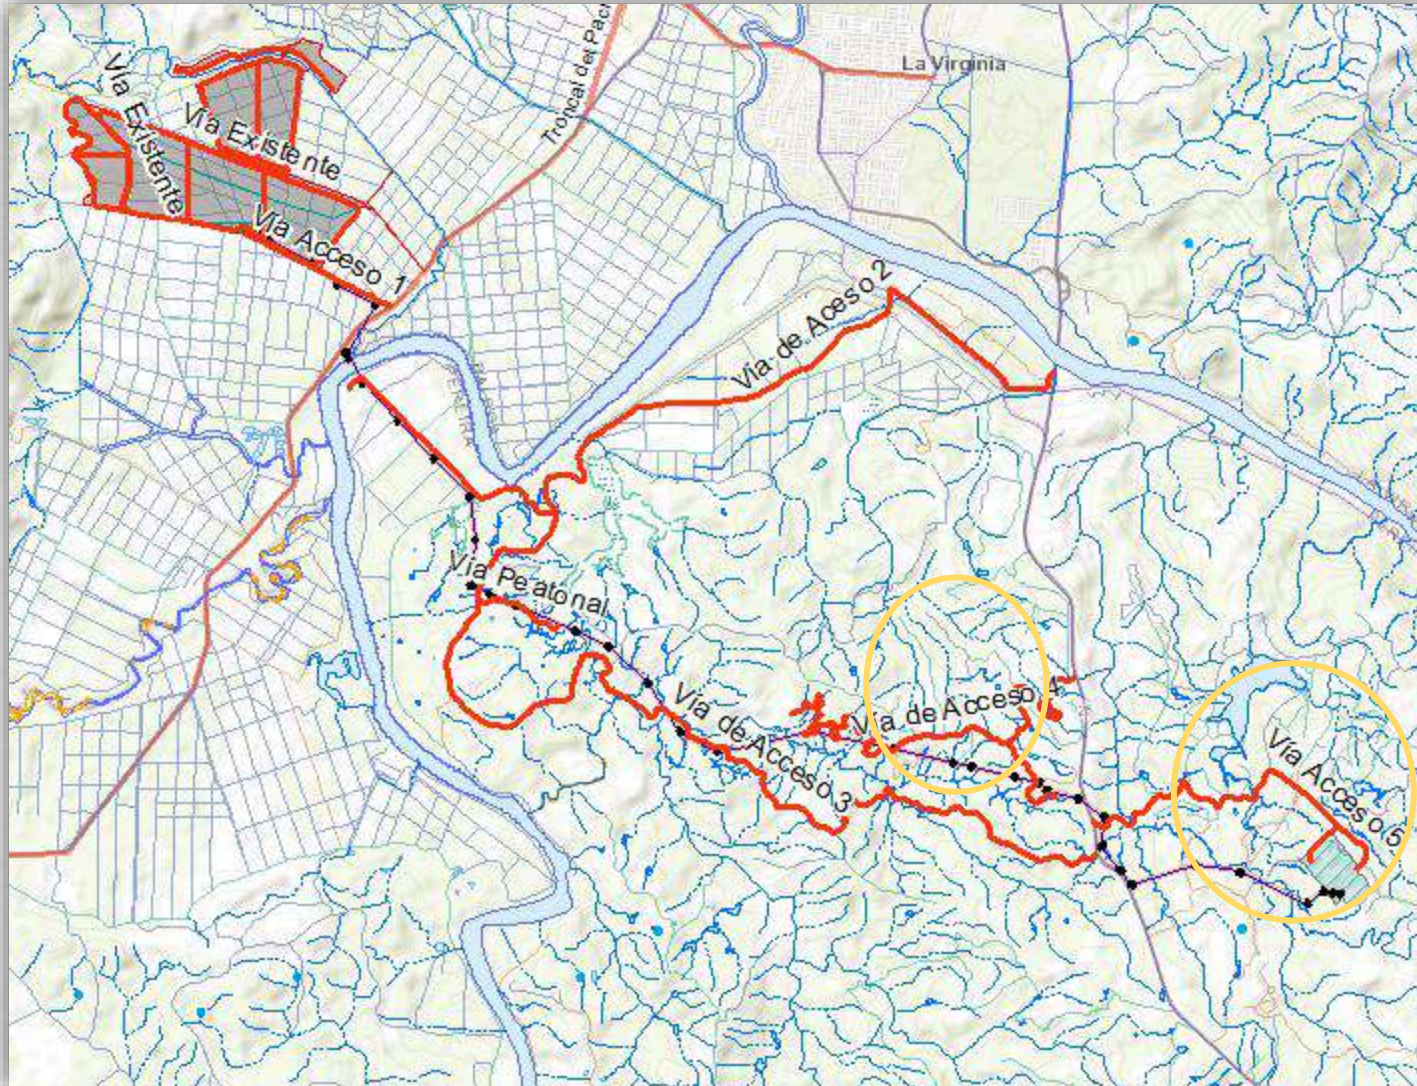 La Virginia
Troncal del Pací
Vía Existente
Vía Existente
Vía Acceso 1
Vía de Aceso 2
Vía Peatonal
Vía de Acceso 3
Vía de Acceso 4
Vía Acceso 5